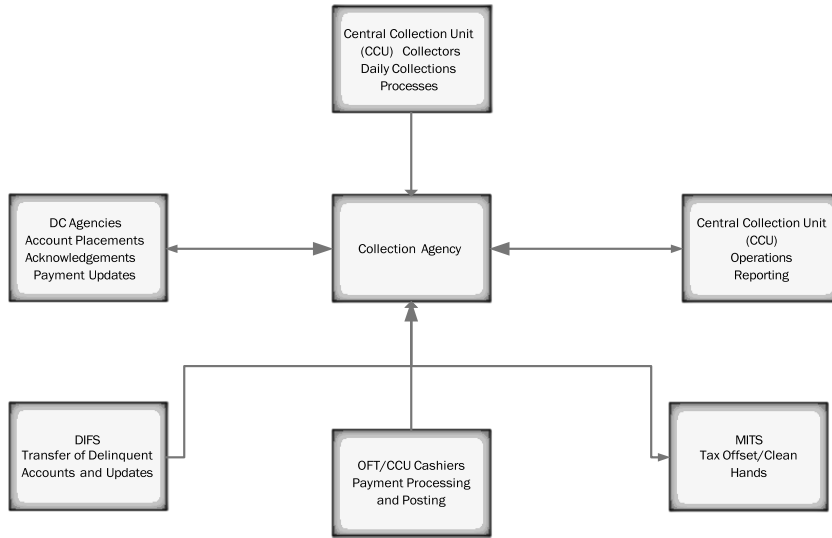 Central Collection Unit
(CCU) Collectors
Daily Collections
Processes
DC Agencies
Account Placements
Acknowledgements
Payment Updates
Collection Agency
Central Collection Unit
(CCU)
Operations
Reporting
DIFS
Transfer of Delinquent
Accounts and Updates
OFT/CCU Cashiers
Payment Processing
and Posting
MITS
Tax Offset/Clean
Hands